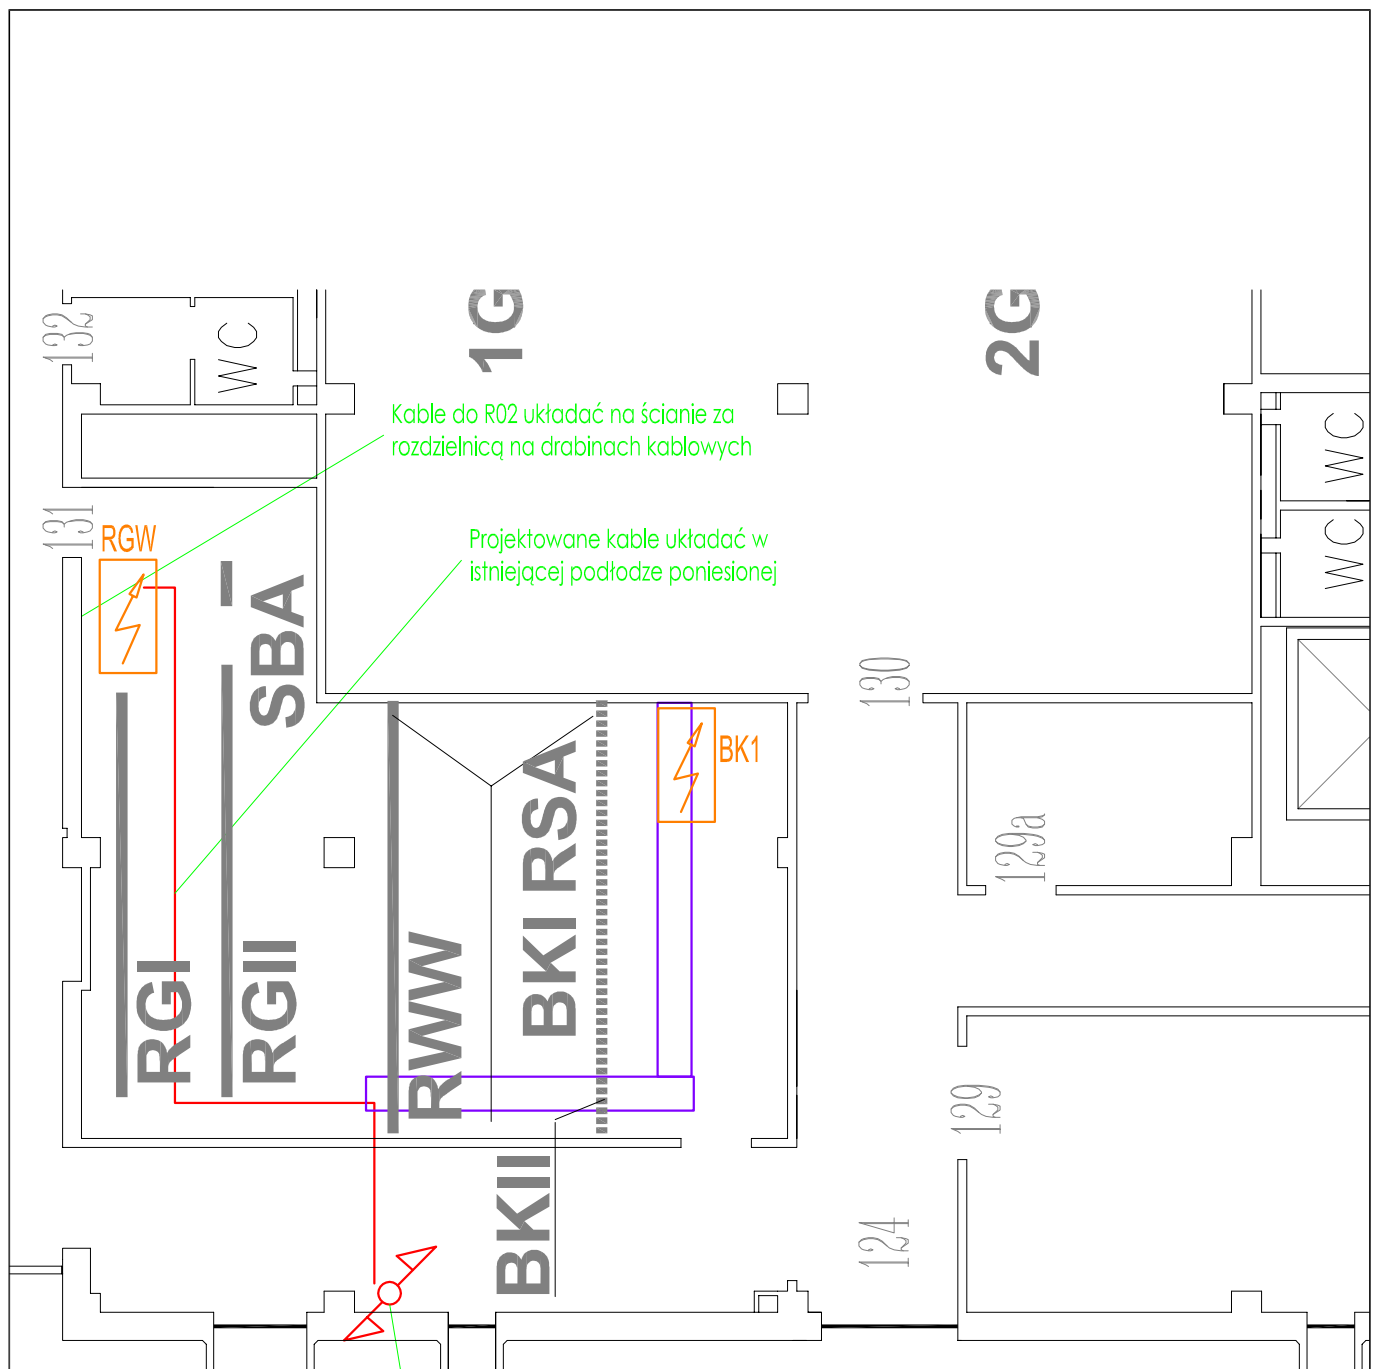 132
WC
1G
2G
Kable do R02 układać na ścianie za
rozdzielnicą na drabinach kablowych
WC
131
RGW
Projektowane kable układać w
istniejącej podłodze poniesionej
WC
SBA
130
BK1
BKI RSA
129a
RGI
RGII
RWW
129
BKII
124